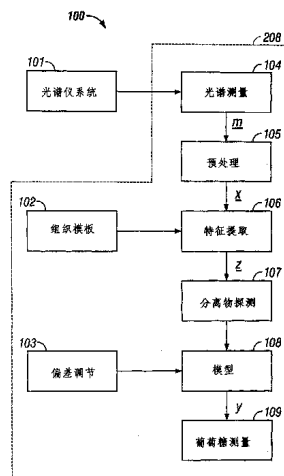 100
208
101
光谱仪系统
104
光谱测量
m
105
预处理
x
102
组织模板
106
特征提取
z
107
分离物探测
103
偏差调节
108
模型
y
109
葡萄糖测量